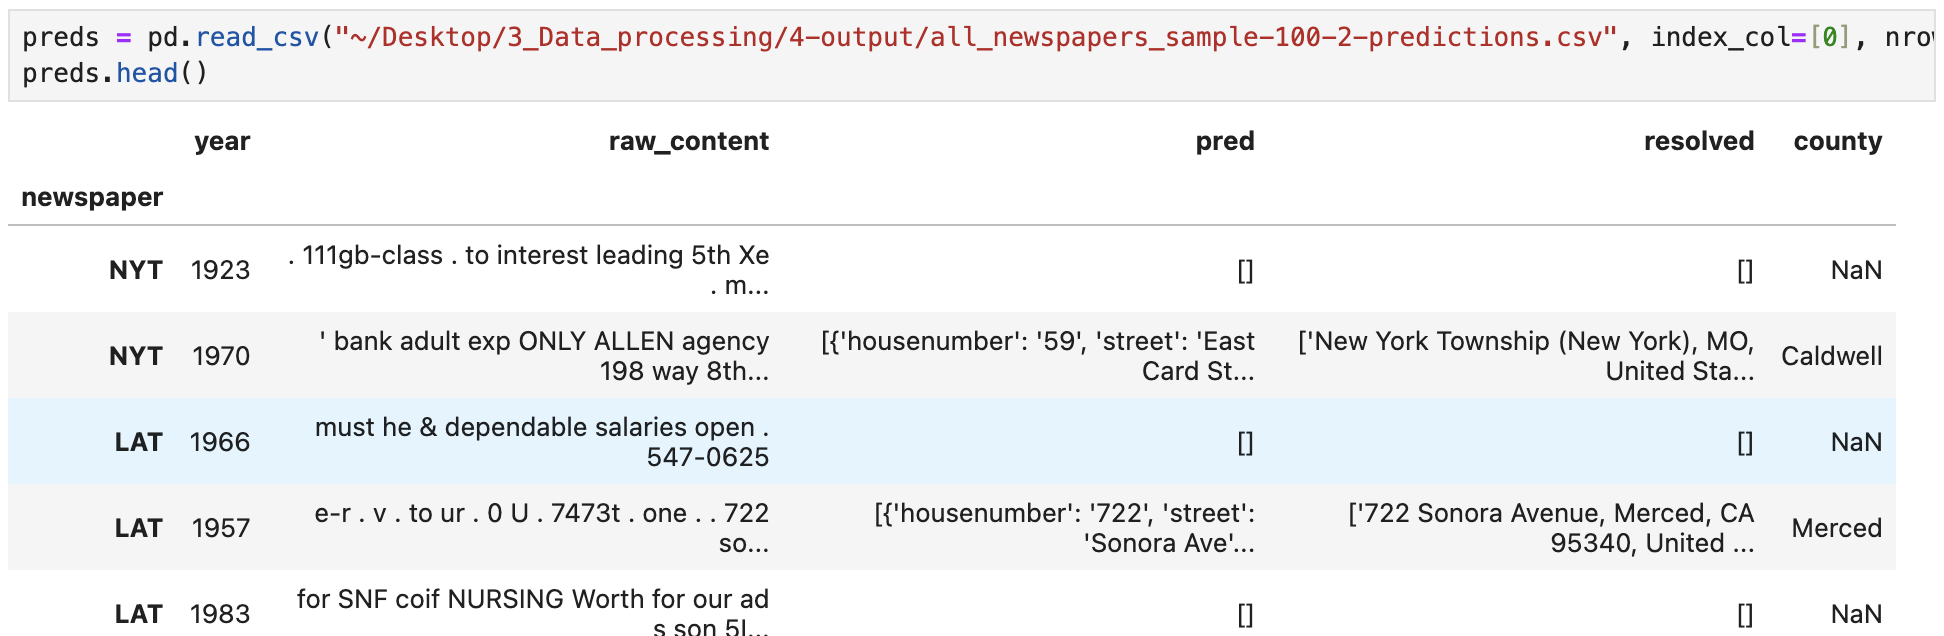 preds = pd.read_csv("~/Desktop/3_Data_processing/4-output/all_newspapers_sample-100-2-predictions.csv", index_col=[0], nro
preds.head()
year raw_content pred resolved county
newspaper
NYT 1923 . 111gb-class . to interest leading 5th Xe . m... [] [] NaN
NYT 1970 ' bank adult exp ONLY ALLEN agency 198 way 8th... [{'housenumber': '59', 'street': 'East Card St... ['New York Township (New York), MO, United Sta... Caldwell
LAT 1966 must he & dependable salaries open . 547-0625 [] [] NaN
LAT 1957 e-r . v . to ur . 0 U . 7473t . one . . 722 so... [{'housenumber': '722', 'street': 'Sonora Ave'... ['722 Sonora Avenue, Merced, CA 95340, United ... Merced
LAT 1983 for SNF coif NURSING Worth for our ad s son 5l... [] [] NaN